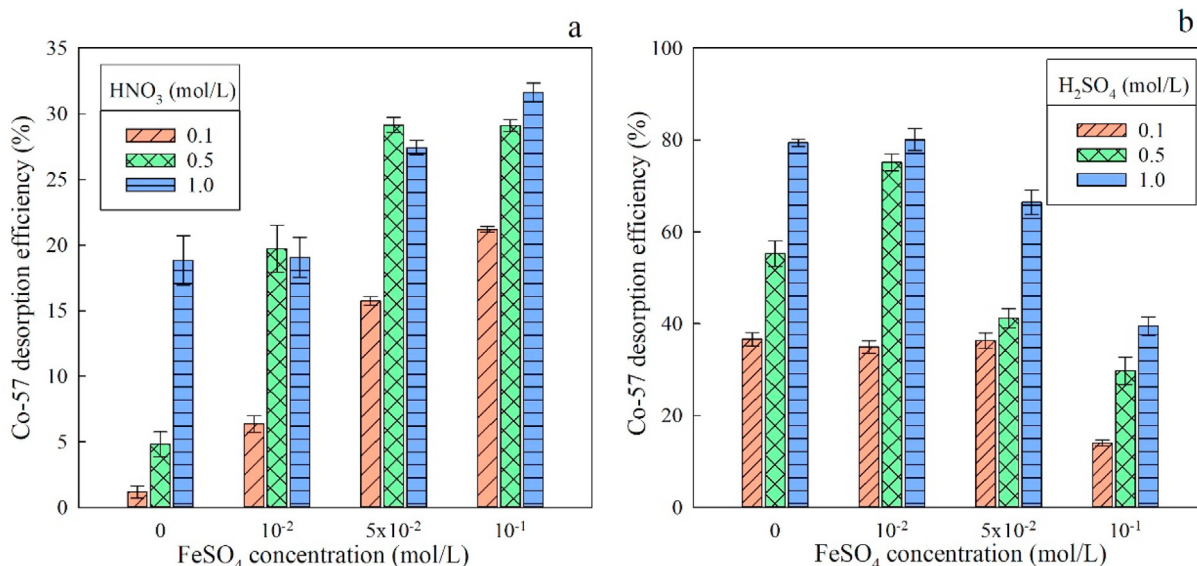 a
HNO₃ (mol/L)
0.1
0.5
1.0
Co-57 desorption efficiency (%)
35
30
25
20
15
10
5
0
0
10⁻²
5x10⁻²
10⁻¹
FeSO₄ concentration (mol/L)
b
H₂SO₄ (mol/L)
0.1
0.5
1.0
Co-57 desorption efficiency (%)
100
80
60
40
20
0
0
10⁻²
5x10⁻²
10⁻¹
FeSO₄ concentration (mol/L)